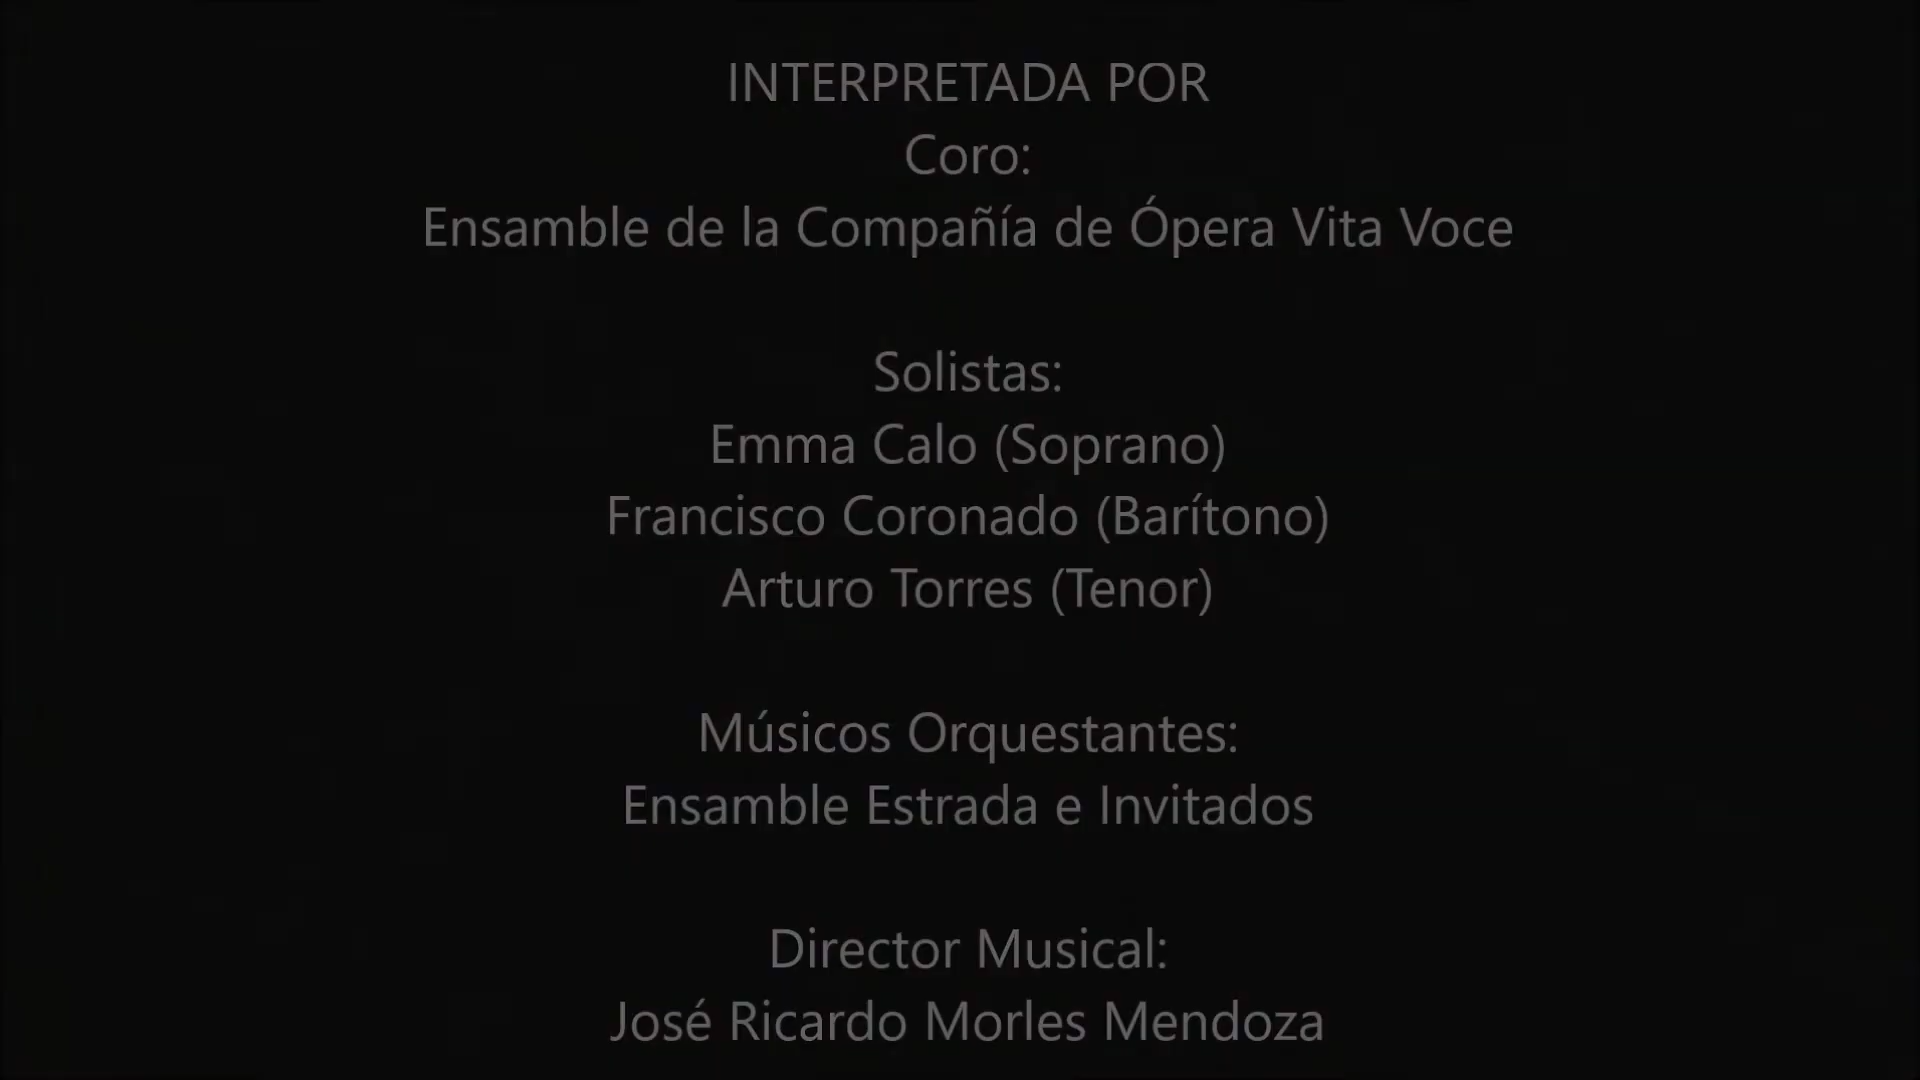 INTERPRETADA POR
Coro:
Ensamble de la Compañía de Ópera Vita Voce
Solistas:
Emma Calo (Soprano)
Francisco Coronado (Barítono)
Arturo Torres (Tenor)
Músicos Orquestantes:
Ensamble Estrada e Invitados
Director Musical:
José Ricardo Morles Mendoza